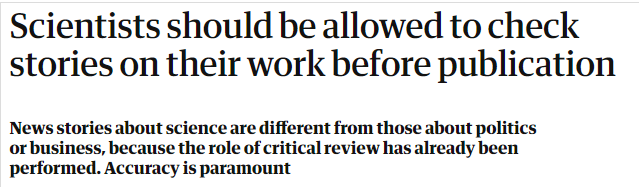 Scientists should be allowed to check
stories on their work before publication
News stories about science are different from those about politics
or business, because the role of critical review has already been
performed. Accuracy is paramount